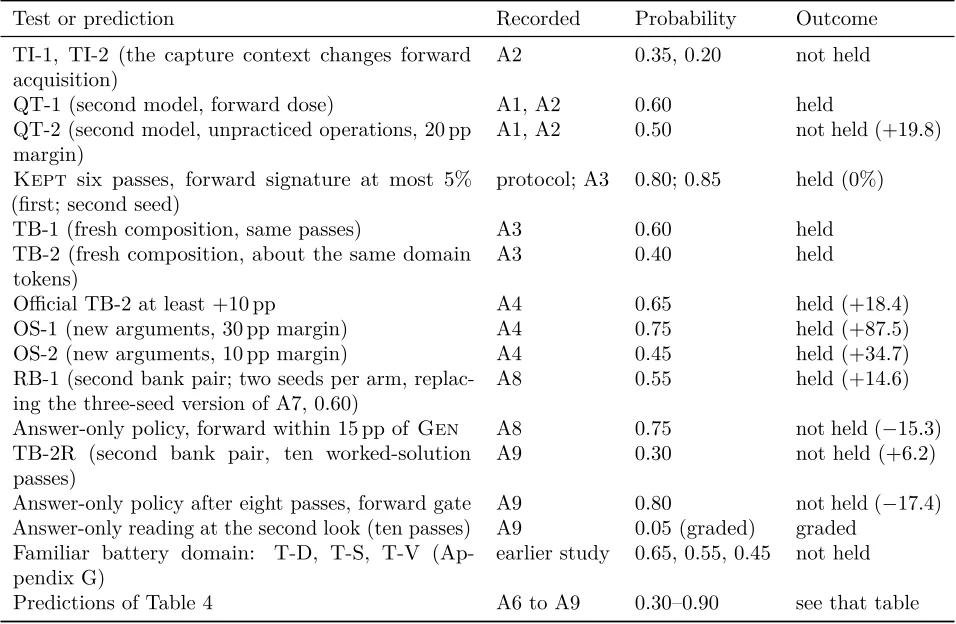 Test or prediction Recorded Probability Outcome
TI-1, TI-2 (the capture context changes forward A2 0.35, 0.20 not held
acquisition)
QT-1 (second model, forward dose) A1, A2 0.60 held
QT-2 (second model, unpracticed operations, 20 pp A1, A2 0.50 not held (+19.8)
margin)
KEPT six passes, forward signature at most 5% protocol; A3 0.80; 0.85 held (0%)
(first; second seed)
TB-1 (fresh composition, same passes) A3 0.60 held
TB-2 (fresh composition, about the same domain A3 0.40 held
tokens)
Official TB-2 at least +10 pp A4 0.65 held (+18.4)
OS-1 (new arguments, 30 pp margin) A4 0.75 held (+87.5)
OS-2 (new arguments, 10 pp margin) A4 0.45 held (+34.7)
RB-1 (second bank pair; two seeds per arm, replac- A8 0.55 held (+14.6)
ing the three-seed version of A7, 0.60)
Answer-only policy, forward within 15 pp of GEN A8 0.75 not held (−15.3)
TB-2R (second bank pair, ten worked-solution A9 0.30 not held (+6.2)
passes)
Answer-only policy after eight passes, forward gate A9 0.80 not held (−17.4)
Answer-only reading at the second look (ten passes) A9 0.05 (graded) graded
Familiar battery domain: T-D, T-S, T-V (Ap- earlier study 0.65, 0.55, 0.45 not held
pendix G)
Predictions of Table 4 A6 to A9 0.30–0.90 see that table